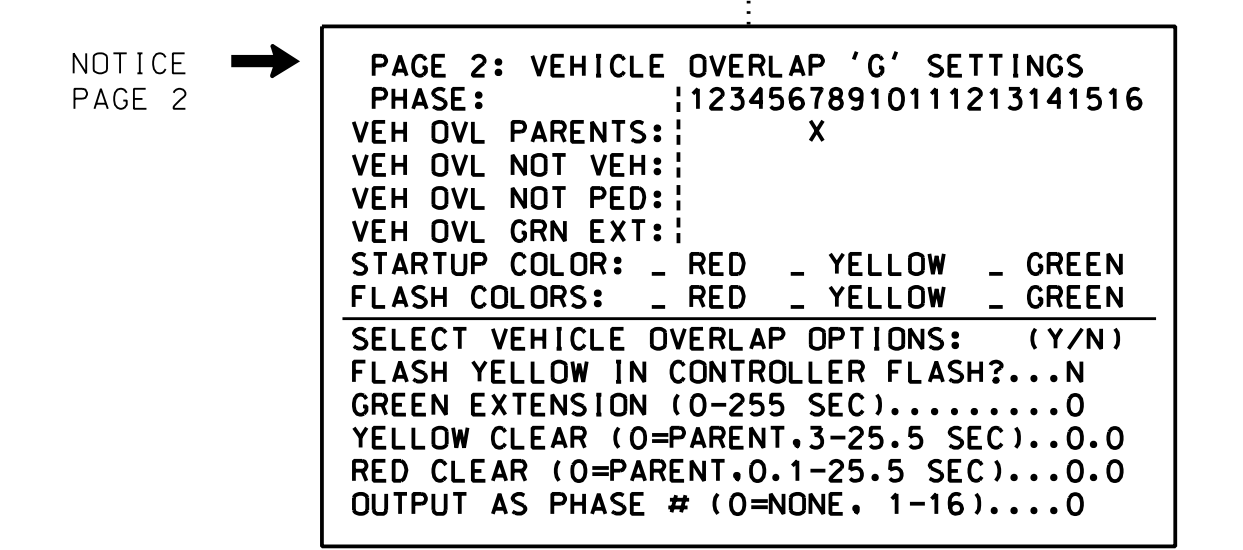 NOTICE
PAGE 2
PAGE 2: VEHICLE OVERLAP 'G' SETTINGS
PHASE: ¦12345678910111213141516
VEH OVL PARENTS:¦ X
VEH OVL NOT VEH:¦
VEH OVL NOT PED:¦
VEH OVL GRN EXT:¦
STARTUP COLOR: _ RED _ YELLOW _ GREEN
FLASH COLORS: _ RED _ YELLOW _ GREEN
SELECT VEHICLE OVERLAP OPTIONS: (Y/N)
FLASH YELLOW IN CONTROLLER FLASH?...N
GREEN EXTENSION (0-255 SEC).........0
YELLOW CLEAR (0=PARENT,3-25.5 SEC)..0.0
RED CLEAR (0=PARENT,0.1-25.5 SEC)...0.0
OUTPUT AS PHASE # (0=NONE, 1-16)....0